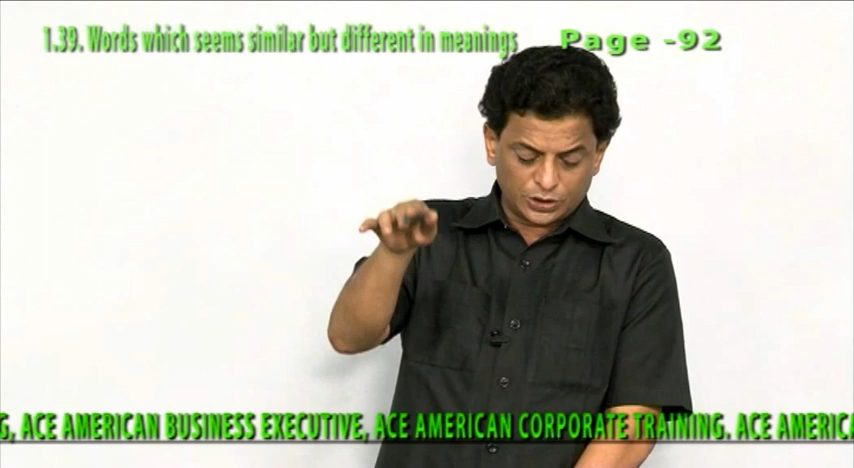 1.39. Words which seems similar but different in meanings
Page -92
G, ACE AMERICAN BUSINESS EXECUTIVE, ACE AMERICAN CORPORATE TRAINING. ACE AMERICA